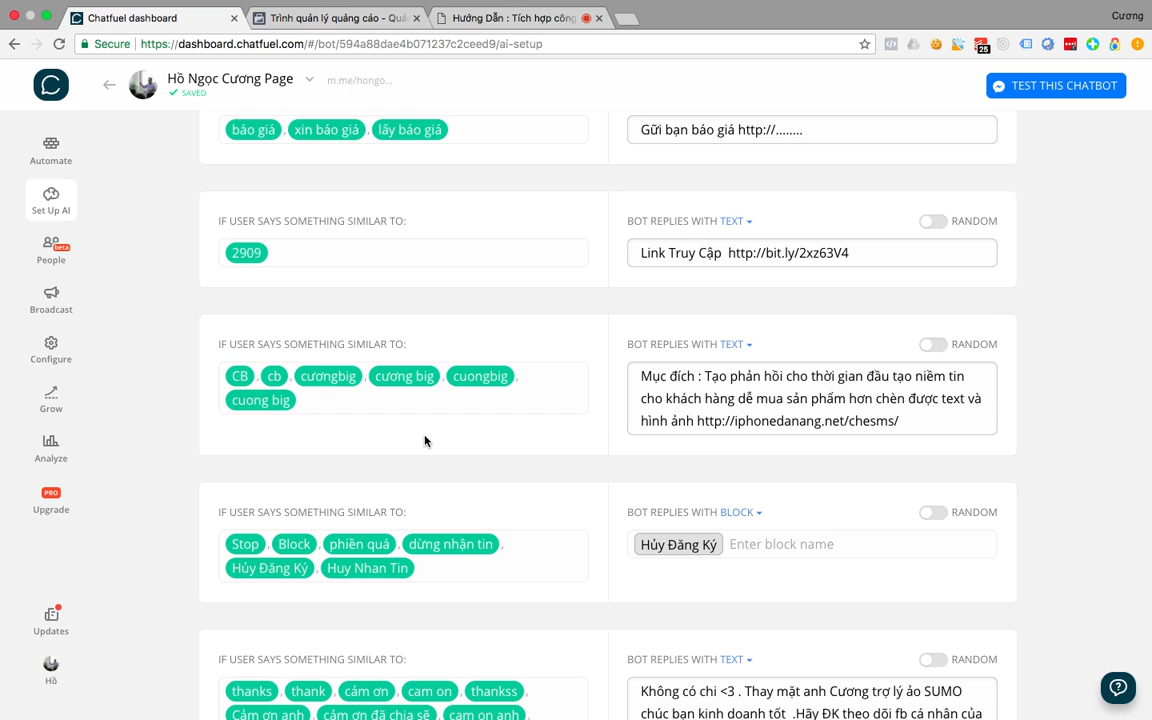 Chatfuel dashboard
Trình quản lý quảng cáo - Quả
Hướng Dẫn : Tích hợp công
Cương
Secure https://dashboard.chatfuel.com/#/bot/594a88dae4b071237c2ceed9/ai-setup
25
Hồ Ngọc Cương Page
m.me/hongo...
SAVED
TEST THIS CHATBOT
Automate
Set Up AI
beta
People
Broadcast
Configure
Grow
Analyze
PRO
Upgrade
Updates
Hồ
báo giá , xin báo giá , lấy báo giá
Gữi bạn báo giá http://........
IF USER SAYS SOMETHING SIMILAR TO:
BOT REPLIES WITH TEXT
RANDOM
2909
Link Truy Cập http://bit.ly/2xz63V4
IF USER SAYS SOMETHING SIMILAR TO:
BOT REPLIES WITH TEXT
RANDOM
CB , cb , cươngbig , cương big , cuongbig ,
cuong big
Mục đích : Tạo phản hồi cho thời gian đầu tạo niềm tin
cho khách hàng dễ mua sản phẩm hơn chèn được text và
hình ảnh http://iphonedanang.net/chesms/
IF USER SAYS SOMETHING SIMILAR TO:
BOT REPLIES WITH BLOCK
RANDOM
Stop , Block , phiền quá , dừng nhận tin ,
Hủy Đăng Ký , Huy Nhan Tin
Hủy Đăng Ký Enter block name
IF USER SAYS SOMETHING SIMILAR TO:
BOT REPLIES WITH TEXT
RANDOM
thanks , thank , cám ơn , cam on , thankss ,
Cảm ơn anh , cảm ơn đã chia sẽ , cam on anh ,
Không có chi <3 . Thay mặt anh Cương trợ lý ảo SUMO
chúc bạn kinh doanh tốt .Hãy ĐK theo dõi fb cá nhân của